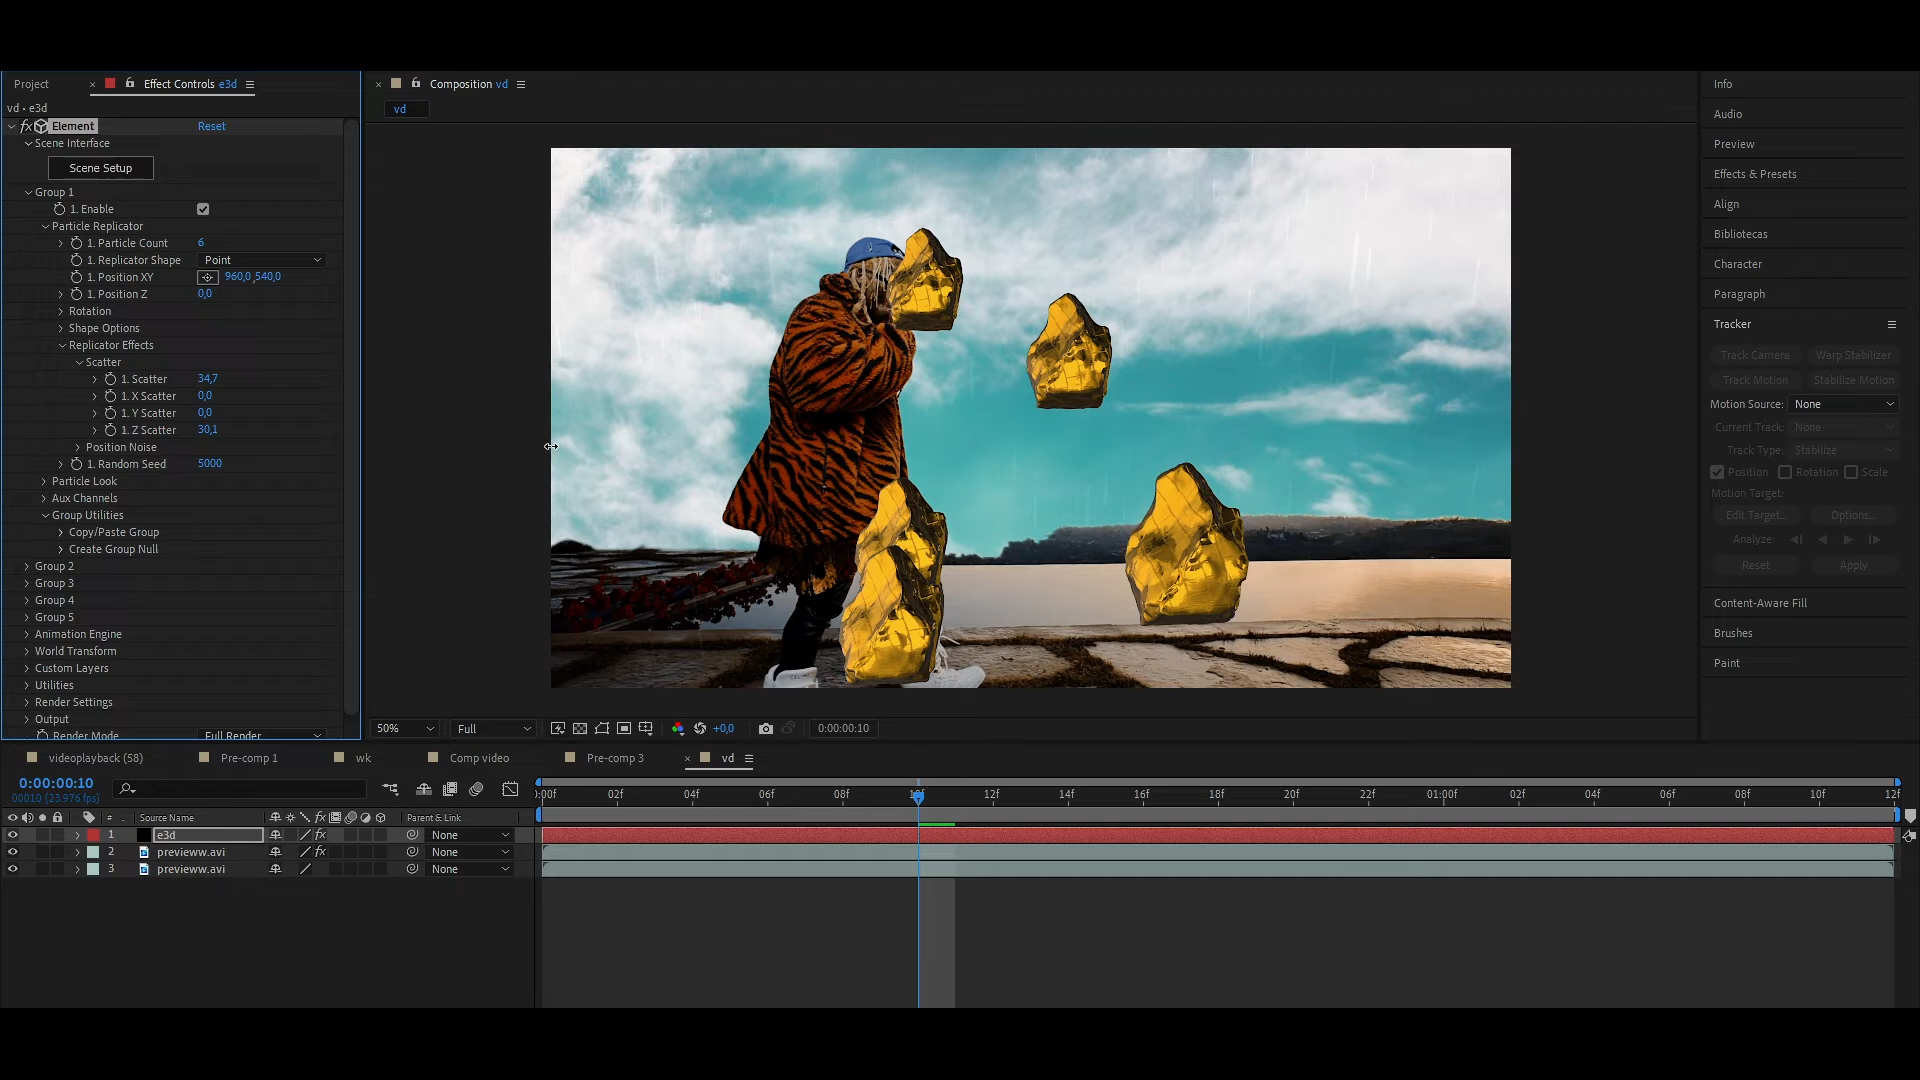 Project
Effect Controls e3d
vd • e3d
fx Element Reset
Scene Interface
Scene Setup
Group 1
1. Enable
Particle Replicator
1. Particle Count 6
1. Replicator Shape Point
1. Position XY 960,0 ,540,0
1. Position Z 0,0
Rotation
Shape Options
Replicator Effects
Scatter
1. Scatter 34,7
1. X Scatter 0,0
1. Y Scatter 0,0
1. Z Scatter 30,1
Position Noise
1. Random Seed 5000
Particle Look
Aux Channels
Group Utilities
Copy/Paste Group
Create Group Null
Group 2
Group 3
Group 4
Group 5
Animation Engine
World Transform
Custom Layers
Utilities
Render Settings
Output
Render Mode Full Render
Composition vd
vd
50%
Full
+0,0
0:00:00:10
Info
Audio
Preview
Effects & Presets
Align
Bibliotecas
Character
Paragraph
Tracker
Track Camera Warp Stabilizer
Track Motion Stabilize Motion
Motion Source: None
Current Track: None
Track Type: Stabilize
Position Rotation Scale
Motion Target:
Edit Target... Options...
Analyze:
Reset Apply
Content-Aware Fill
Brushes
Paint
videoplayback (58) Pre-comp 1 wk Comp video Pre-comp 3 vd
0:00:00:10
00010 (23.976 fps)
:00f 02f 04f 06f 08f 12f 14f 16f 18f 20f 22f 01:00f 02f 04f 06f 08f 10f 12f
# Source Name fx Parent & Link
1 e3d fx None
2 previeww.avi fx None
3 previeww.avi None